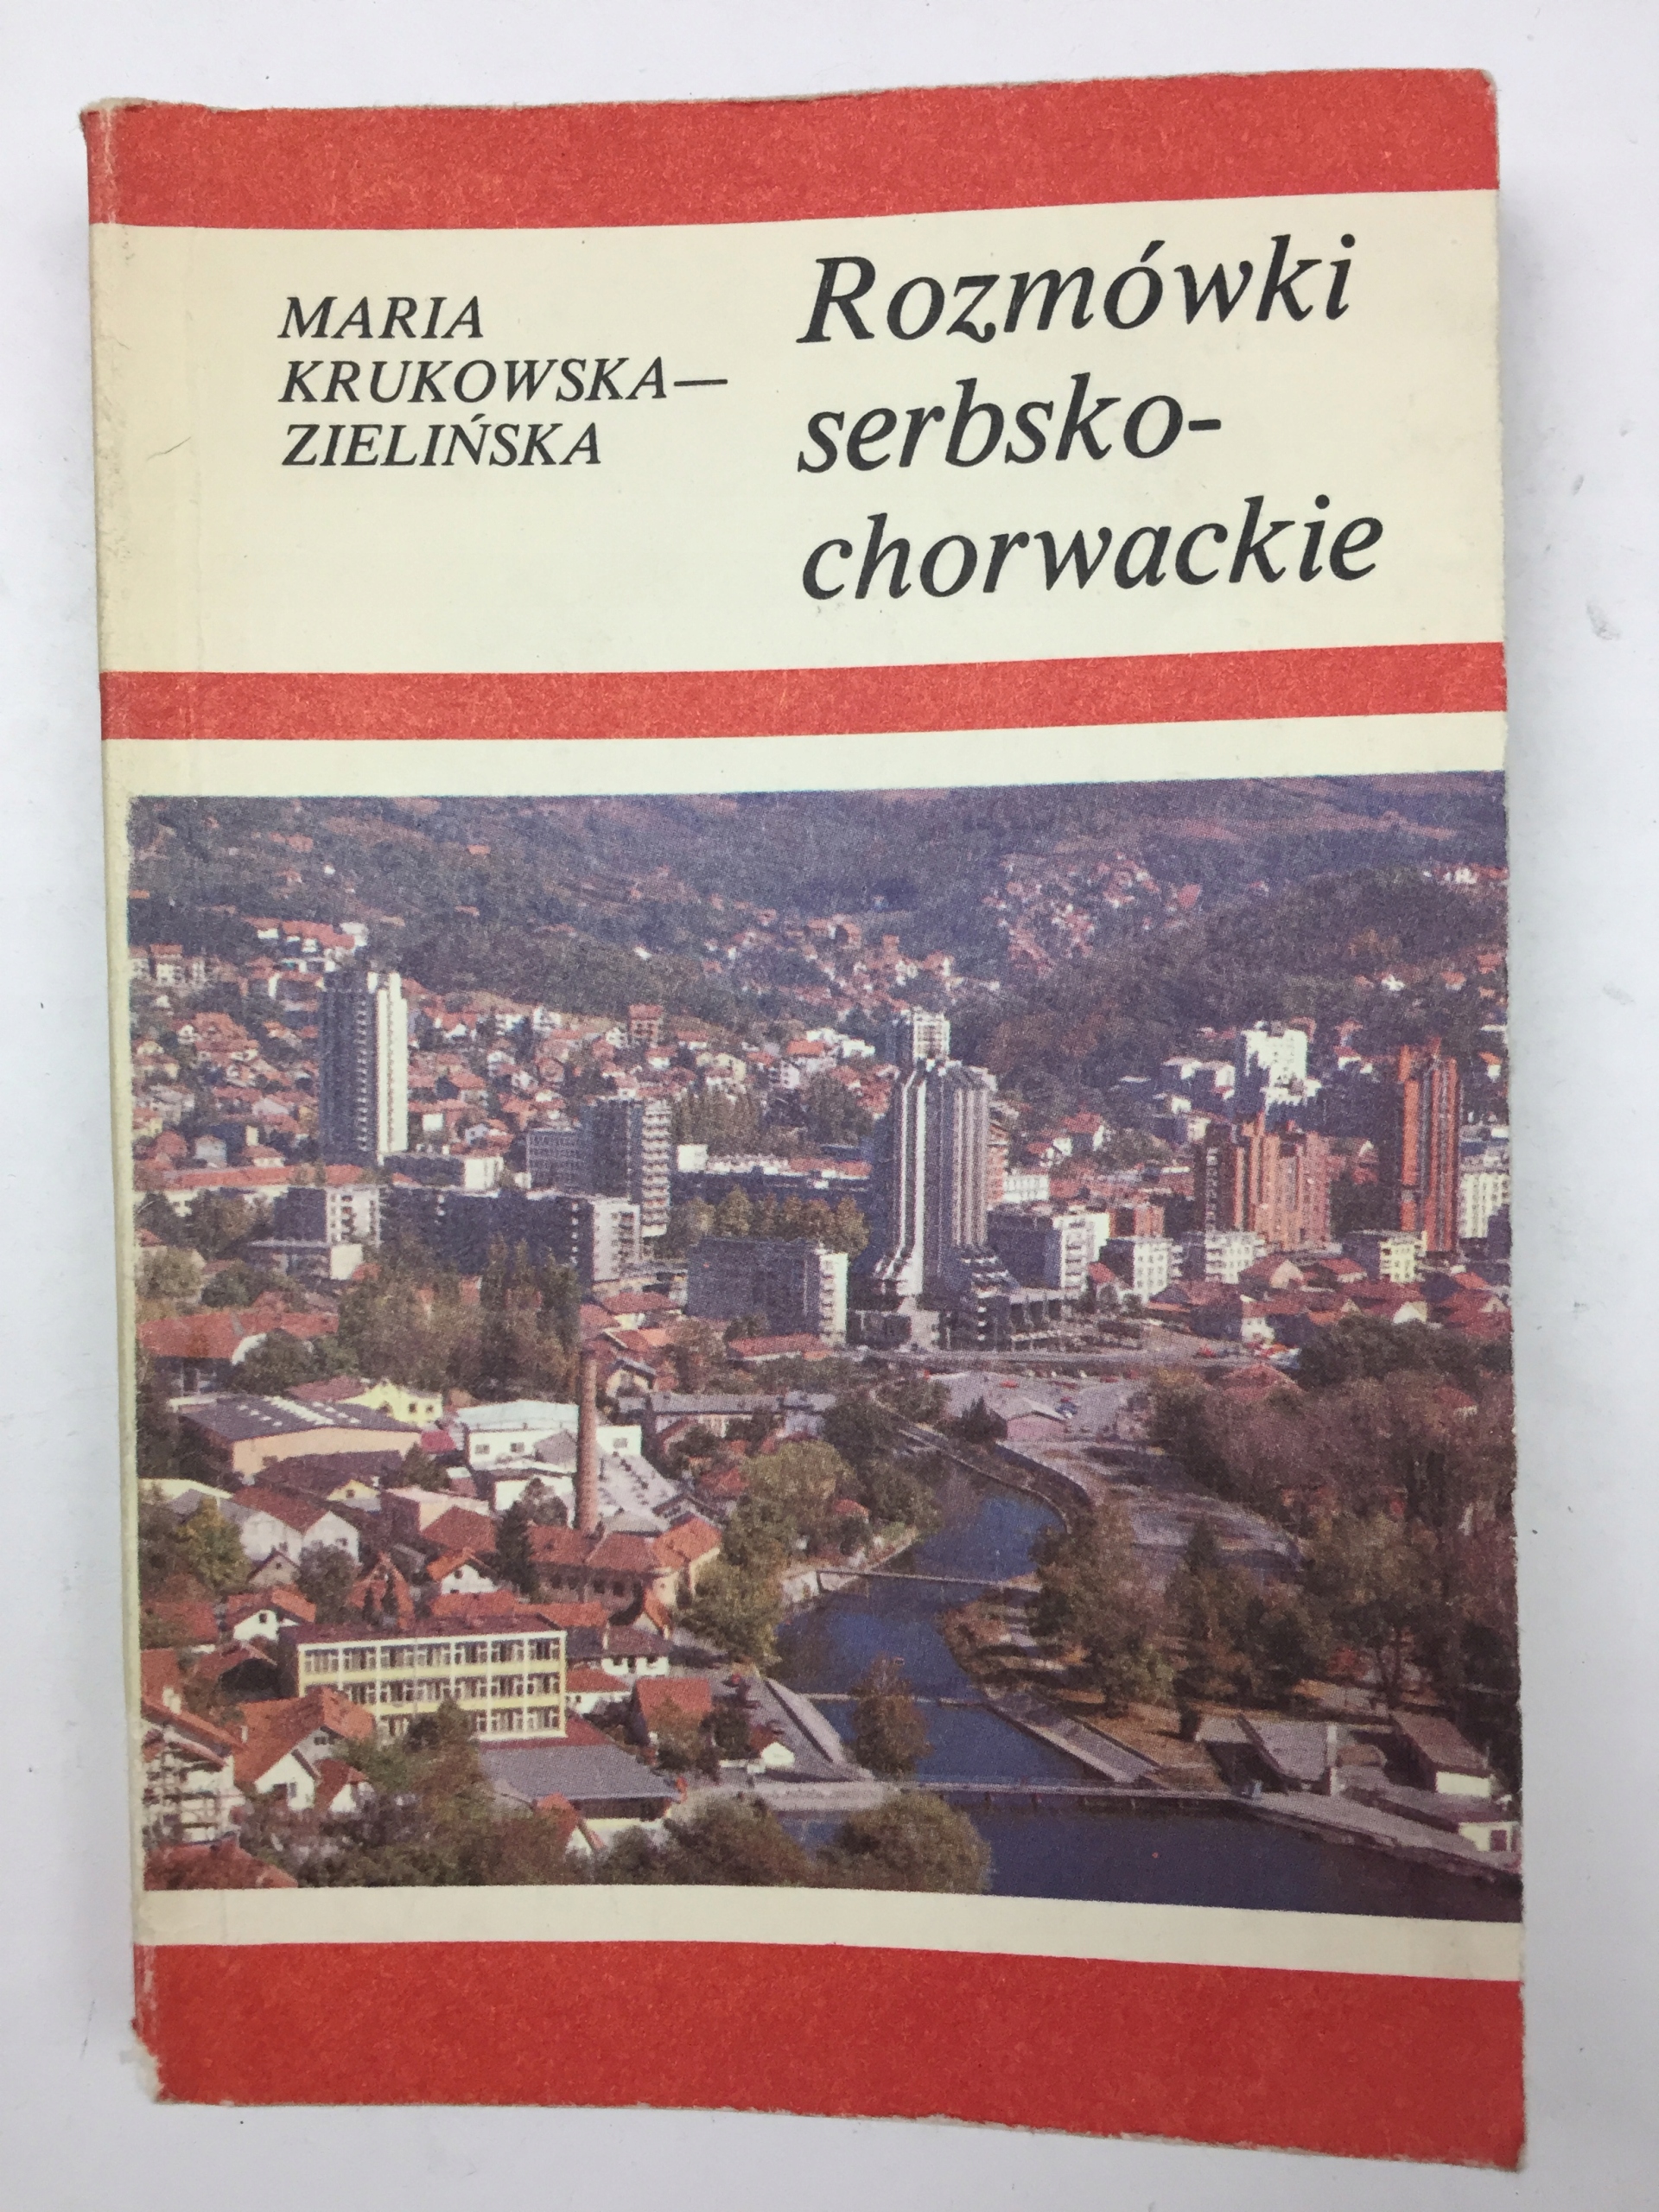 MARIA
KRUKOWSKA—
ZIELIŃSKA
Rozmówki
serbsko-
chorwackie